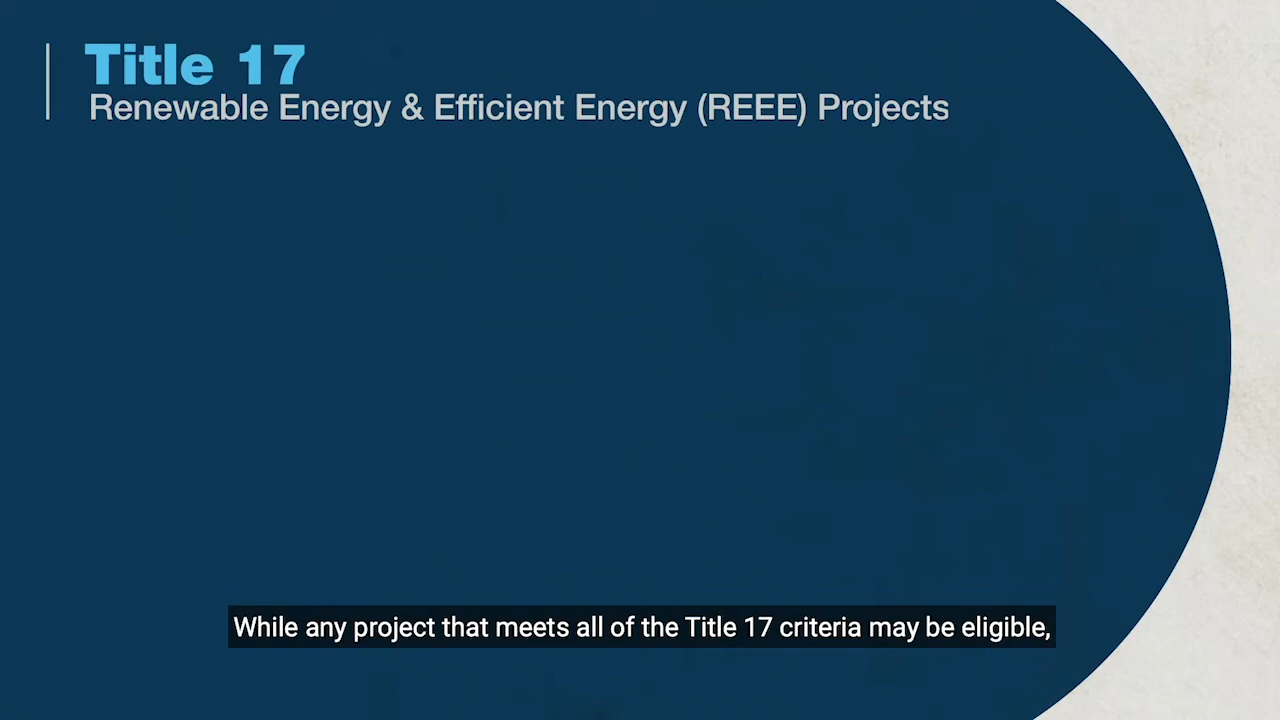 Title 17
Renewable Energy & Efficient Energy (REEE) Projects
While any project that meets all of the Title 17 criteria may be eligible,